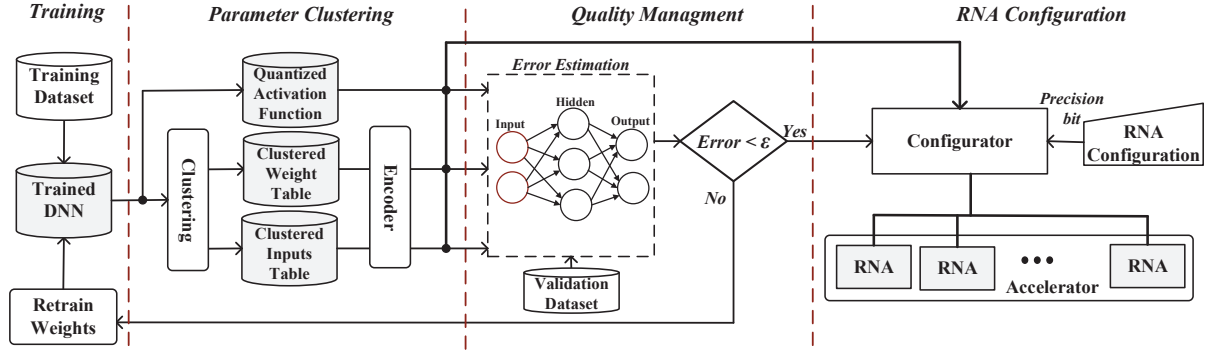 Training
Parameter Clustering
Quality Managment
RNA Configuration
Training
Dataset
Trained
DNN
Retrain
Weights
Clustering
Quantized
Activation
Function
Clustered
Weight
Table
Clustered
Inputs
Table
Encoder
Error Estimation
Input
Hidden
Output
Validation
Dataset
Error < ε
Yes
No
Configurator
Precision
bit
RNA
Configuration
RNA
RNA
RNA
Accelerator